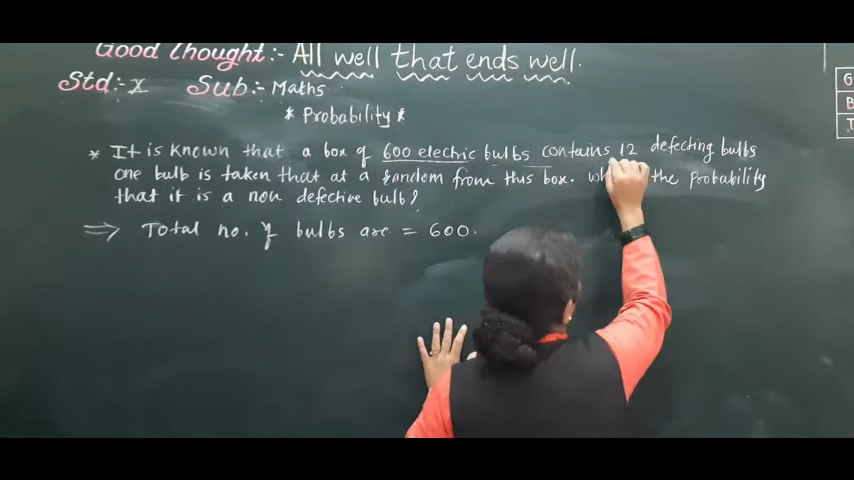 Good Thought:- All well that ends well.
Std:- X Sub:- Maths
* Probability *
* It is known that a box of 600 electric bulbs contains 12 defecting bulbs
one bulb is taken that at a random from this box. the probability
that it is a non defective bulb?
⇒ Total no. of bulbs are = 600.
G
B
T